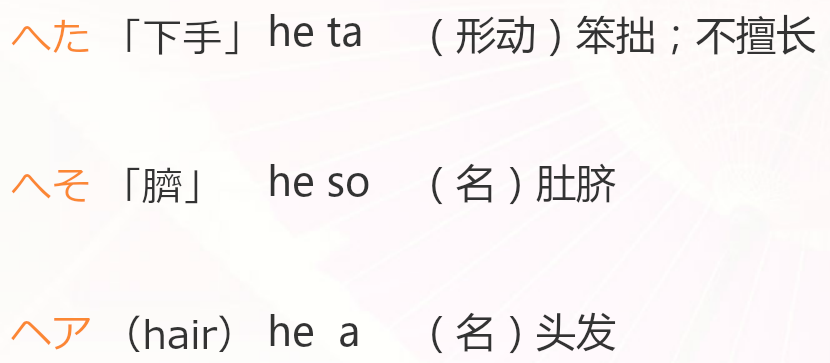 へた「下手」he ta （形动）笨拙；不擅长
へそ「臍」 he so （名）肚脐
ヘア（hair） he a （名）头发